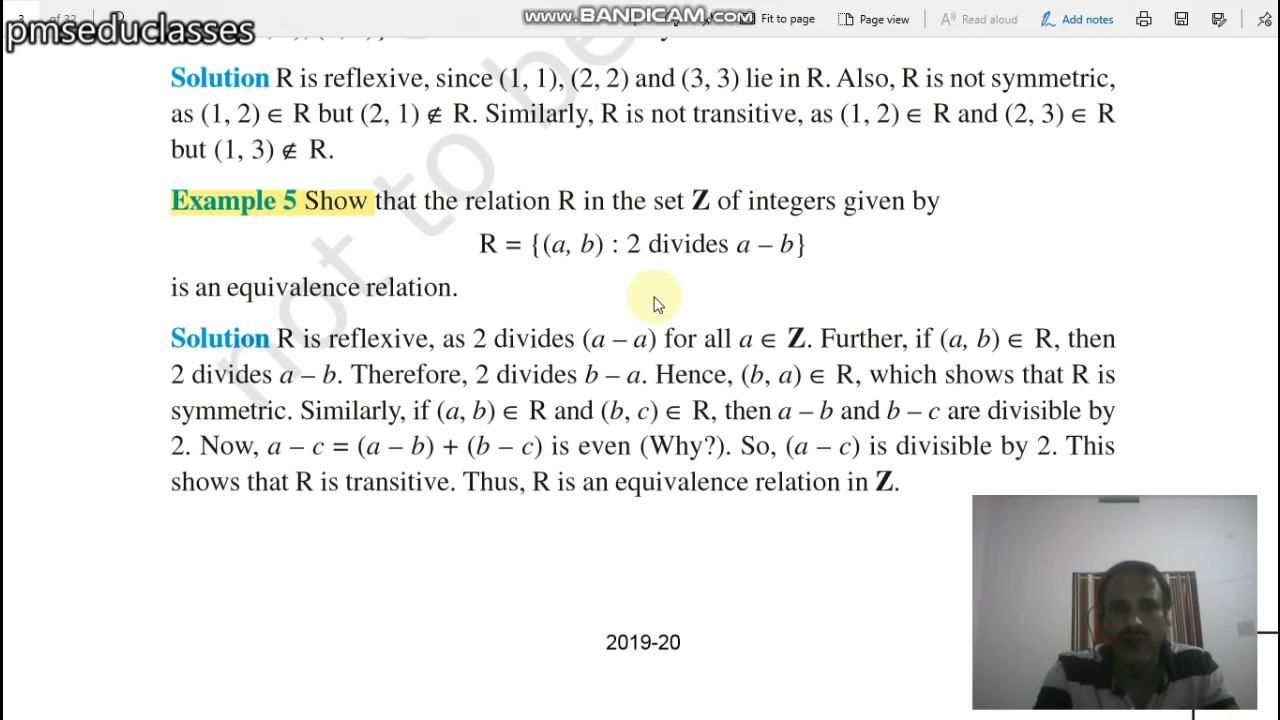 www.BANDICAM.com
3 of 32 Fit to page Page view Read aloud Add notes
pmseduclasses
Solution R is reflexive, since (1, 1), (2, 2) and (3, 3) lie in R. Also, R is not symmetric,
as (1, 2) ∈ R but (2, 1) ∉ R. Similarly, R is not transitive, as (1, 2) ∈ R and (2, 3) ∈ R
but (1, 3) ∉ R.
Example 5 Show that the relation R in the set Z of integers given by
R = {(a, b) : 2 divides a – b}
is an equivalence relation.
Solution R is reflexive, as 2 divides (a – a) for all a ∈ Z. Further, if (a, b) ∈ R, then
2 divides a – b. Therefore, 2 divides b – a. Hence, (b, a) ∈ R, which shows that R is
symmetric. Similarly, if (a, b) ∈ R and (b, c) ∈ R, then a – b and b – c are divisible by
2. Now, a – c = (a – b) + (b – c) is even (Why?). So, (a – c) is divisible by 2. This
shows that R is transitive. Thus, R is an equivalence relation in Z.
not to be
2019-20